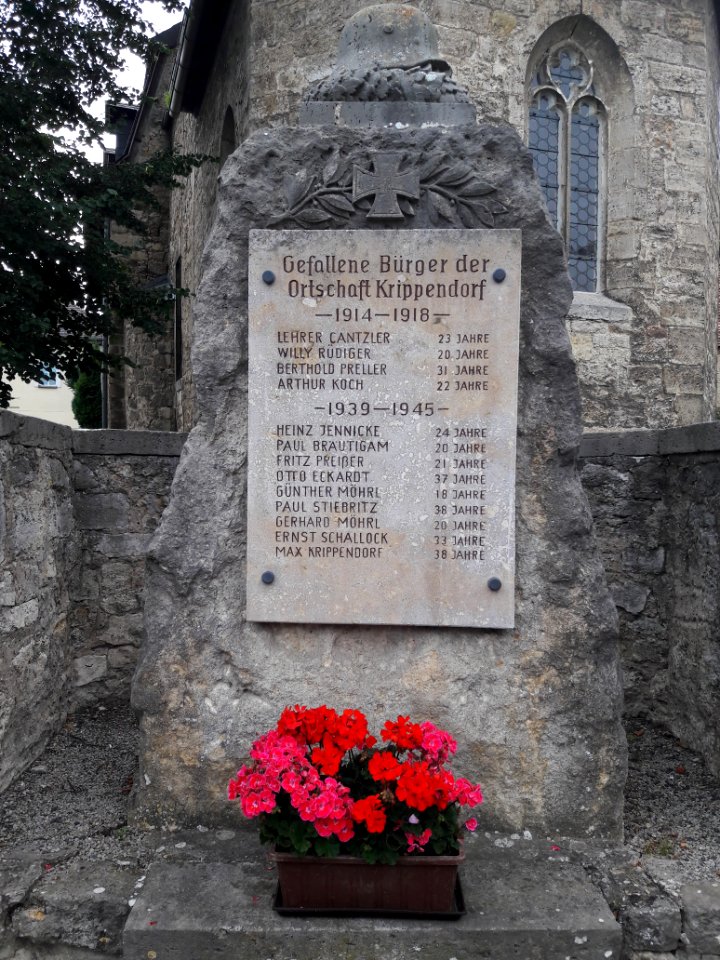 Gefallene Bürger der
Ortschaft Krippendorf
—1914—1918—
LEHRER CANTZLER 23 JAHRE
WILLY RÜDIGER 20 JAHRE
BERTHOLD PRELLER 31 JAHRE
ARTHUR KOCH 22 JAHRE
—1939—1945—
HEINZ JENNICKE 24 JAHRE
PAUL BRÄUTIGAM 20 JAHRE
FRITZ PREIẞER 21 JAHRE
OTTO ECKARDT 37 JAHRE
GÜNTHER MÖHRL 18 JAHRE
PAUL STIEBRITZ 38 JAHRE
GERHARD MÖHRL 20 JAHRE
ERNST SCHALLOCK 33 JAHRE
MAX KRIPPENDORF 38 JAHRE